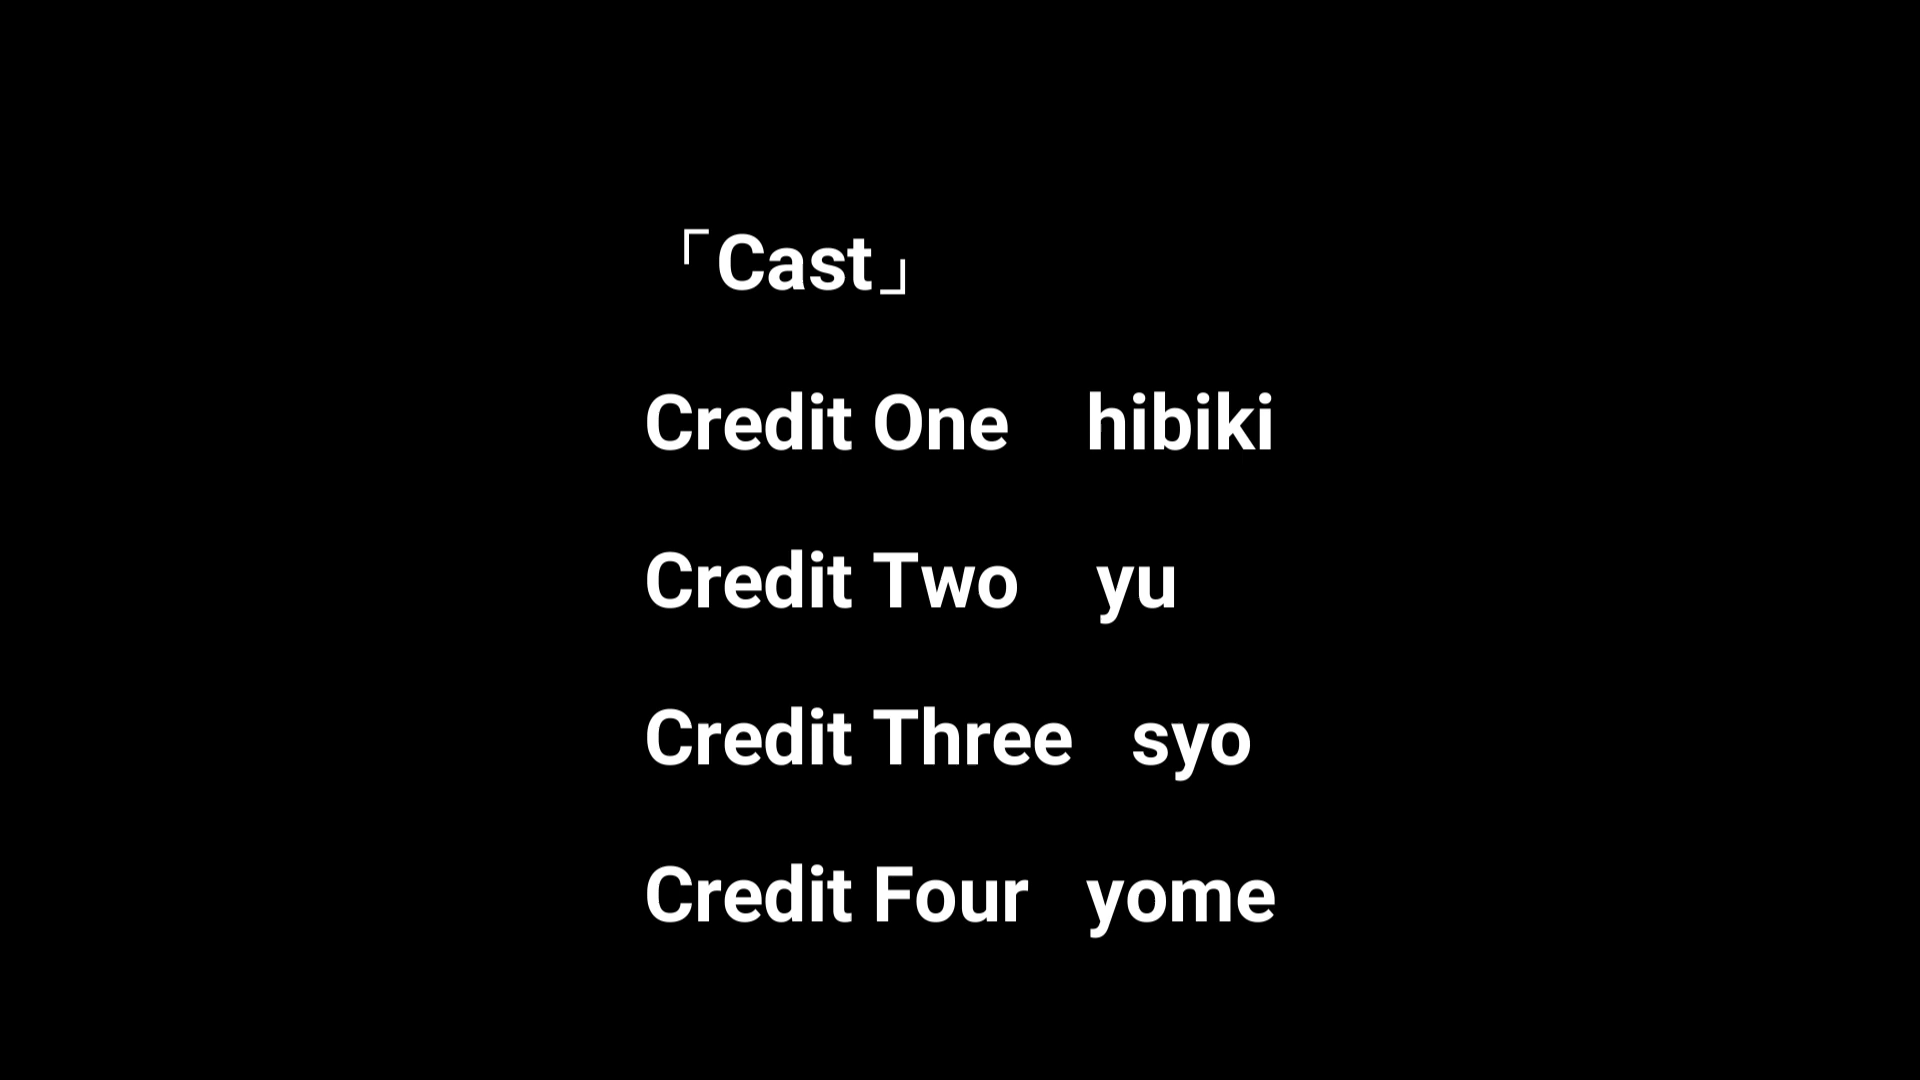 「Cast」
Credit One    hibiki
Credit Two    yu
Credit Three   syo
Credit Four   yome